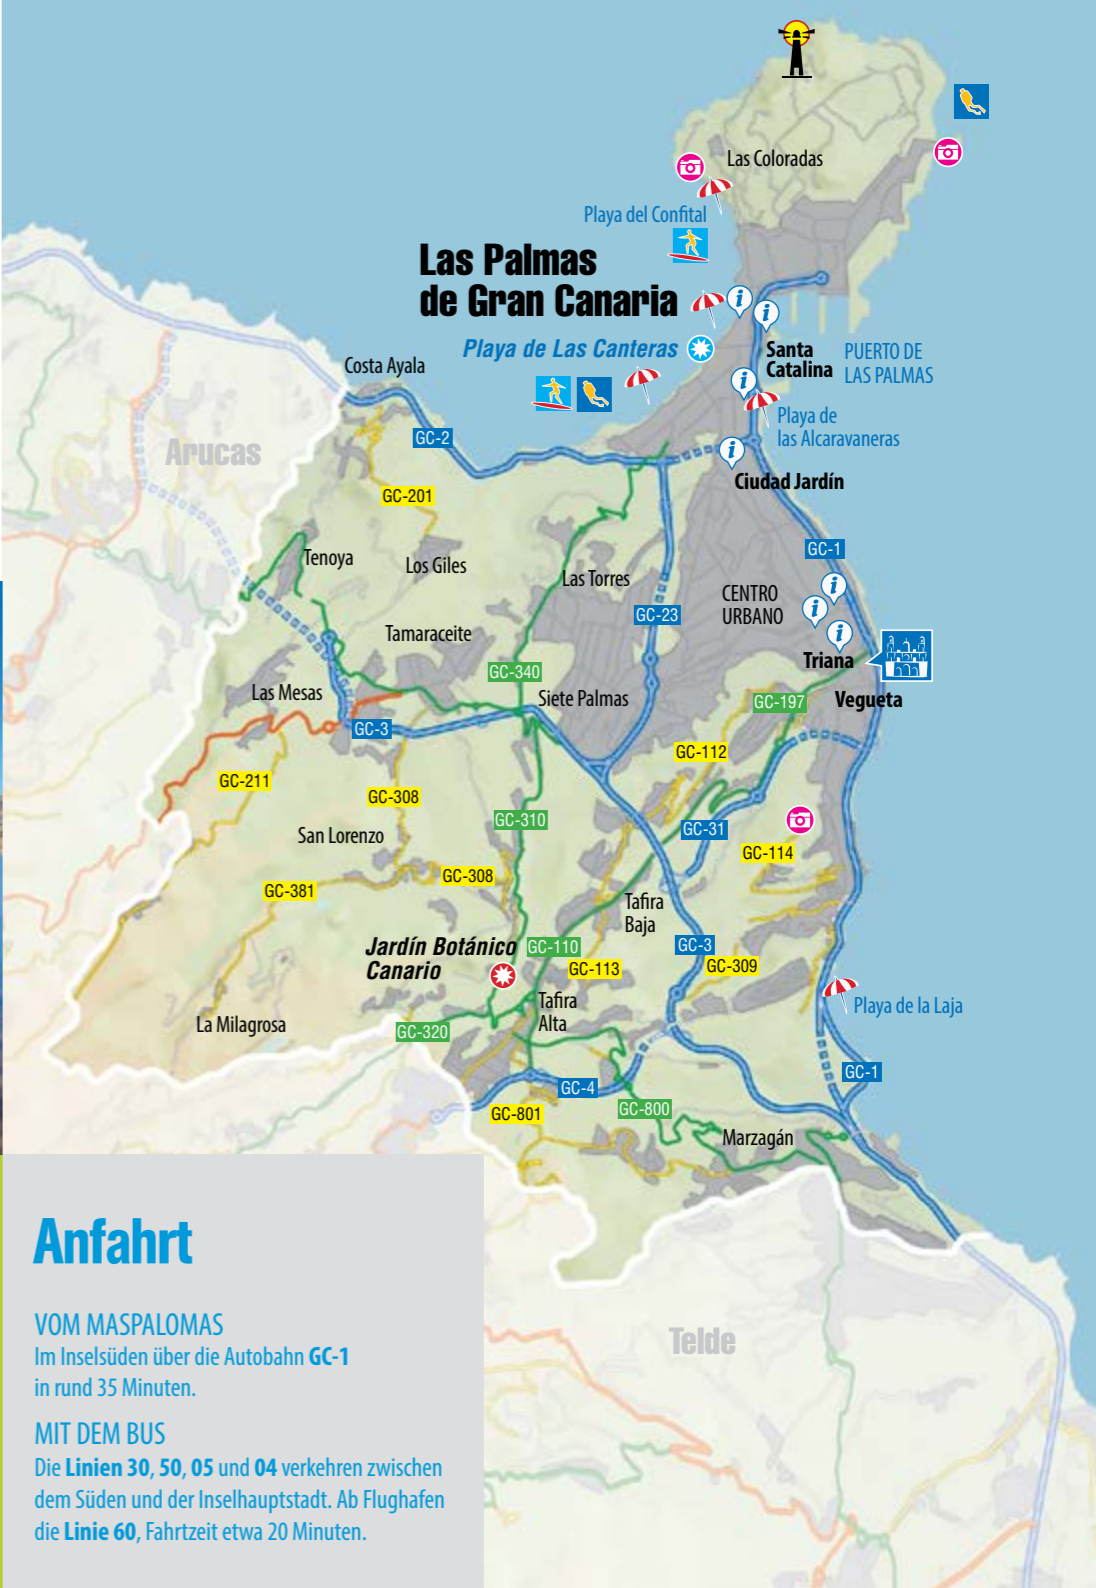 Las Coloradas
Playa del Confital
Las Palmas
de Gran Canaria
Playa de Las Canteras
Santa
Catalina
PUERTO DE
LAS PALMAS
Costa Ayala
Playa de
las Alcaravaneras
GC-2
Arucas
Ciudad Jardín
GC-201
GC-1
Tenoya
Los Giles
Las Torres
CENTRO
URBANO
GC-23
Tamaraceite
Triana
GC-340
Las Mesas
Siete Palmas
GC-197
Vegueta
GC-3
GC-112
GC-211
GC-308
GC-310
GC-31
San Lorenzo
GC-114
GC-308
GC-381
Tafira
Baja
Jardín Botánico
Canario
GC-110
GC-3
GC-113
GC-309
Tafira
Alta
Playa de la Laja
La Milagrosa
GC-320
GC-1
GC-4
GC-801
GC-800
Marzagán
Telde
Anfahrt
VOM MASPALOMAS
Im Inselsüden über die Autobahn GC-1
in rund 35 Minuten.
MIT DEM BUS
Die Linien 30, 50, 05 und 04 verkehren zwischen
dem Süden und der Inselhauptstadt. Ab Flughafen
die Linie 60, Fahrtzeit etwa 20 Minuten.